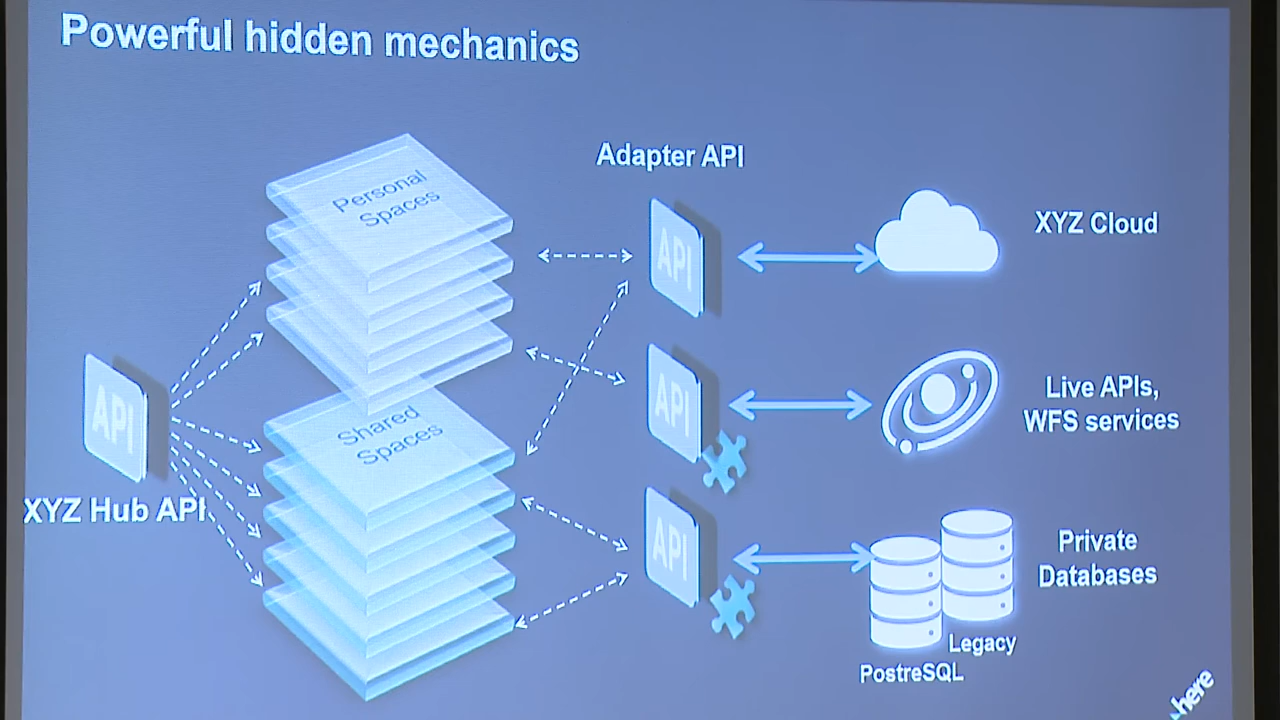 Powerful hidden mechanics
Adapter API
Personal
Spaces
API
XYZ Cloud
API
Live APIs,
WFS services
Shared
Spaces
API
XYZ Hub API
API
Private
Databases
Legacy
PostreSQL
here